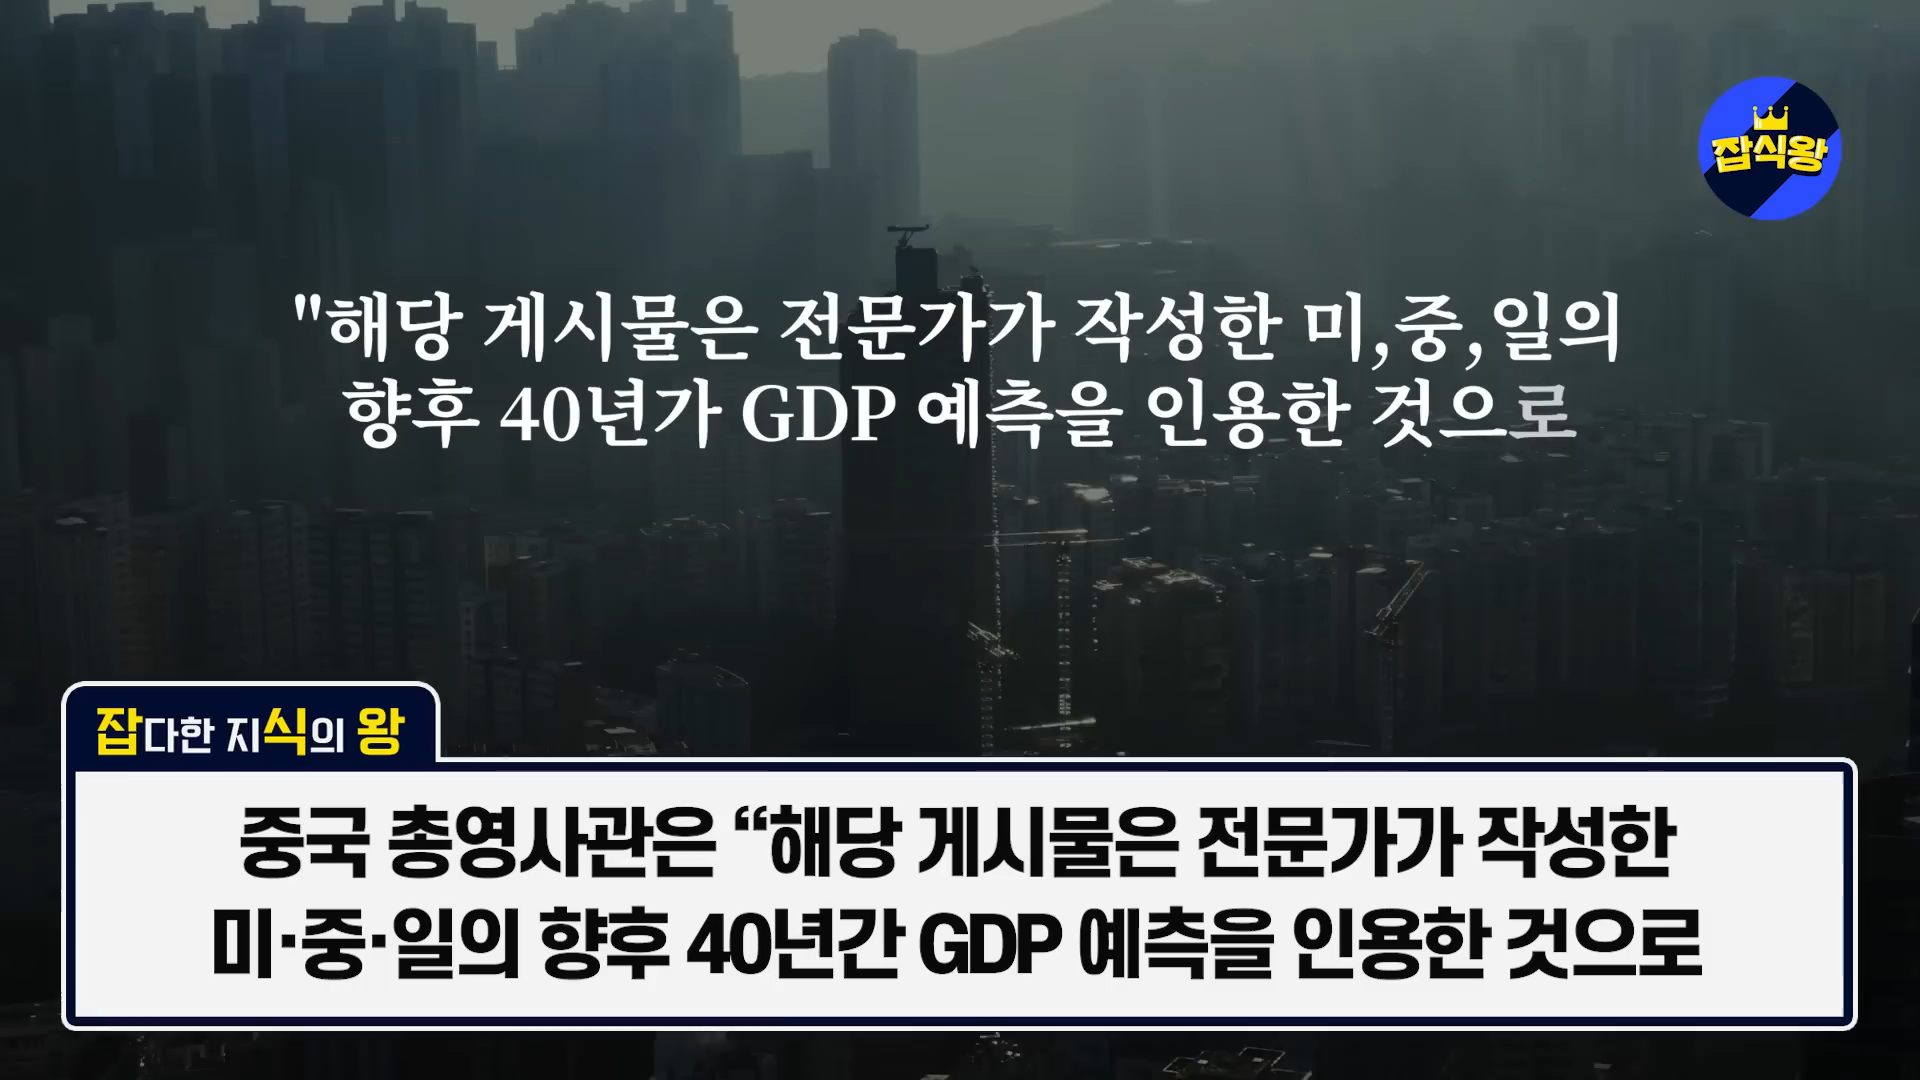 잡식왕
"해당 게시물은 전문가가 작성한 미,중,일의
향후 40년가 GDP 예측을 인용한 것으로
잡다한 지식의 왕
중국 총영사관은 “해당 게시물은 전문가가 작성한
미·중·일의 향후 40년간 GDP 예측을 인용한 것으로